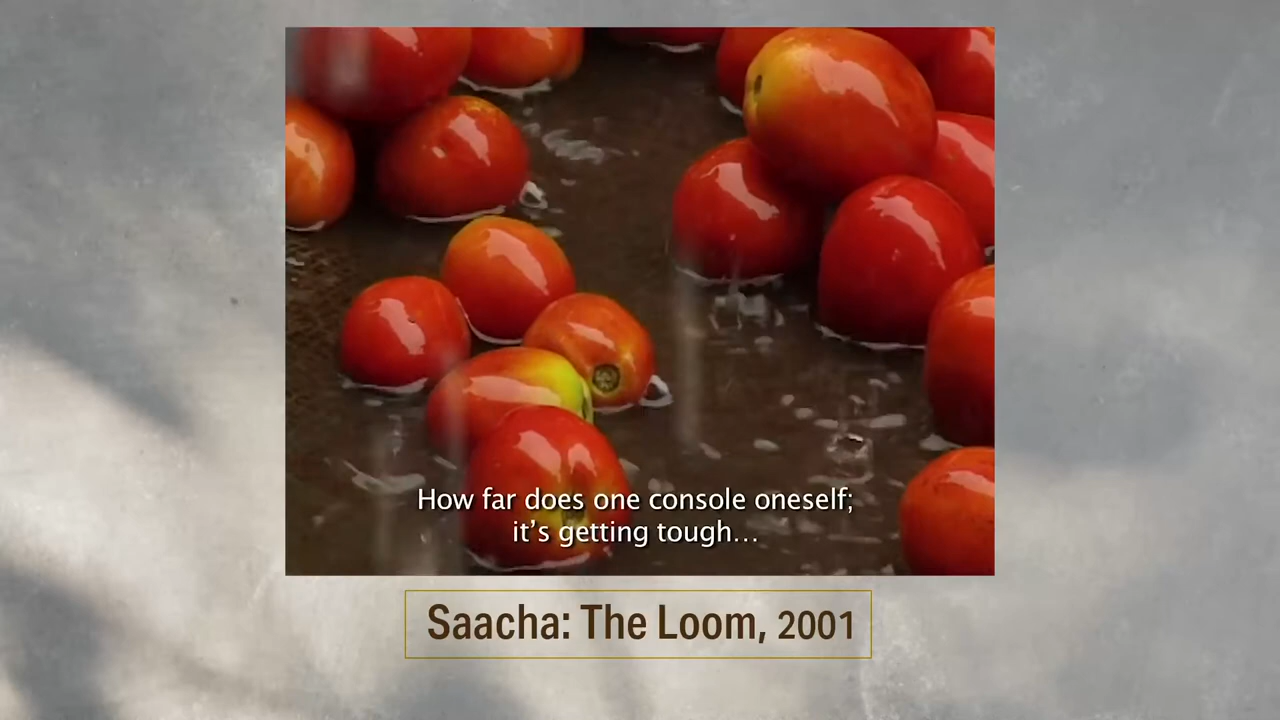 How far does one console oneself;
it's getting tough…
Saacha: The Loom, 2001